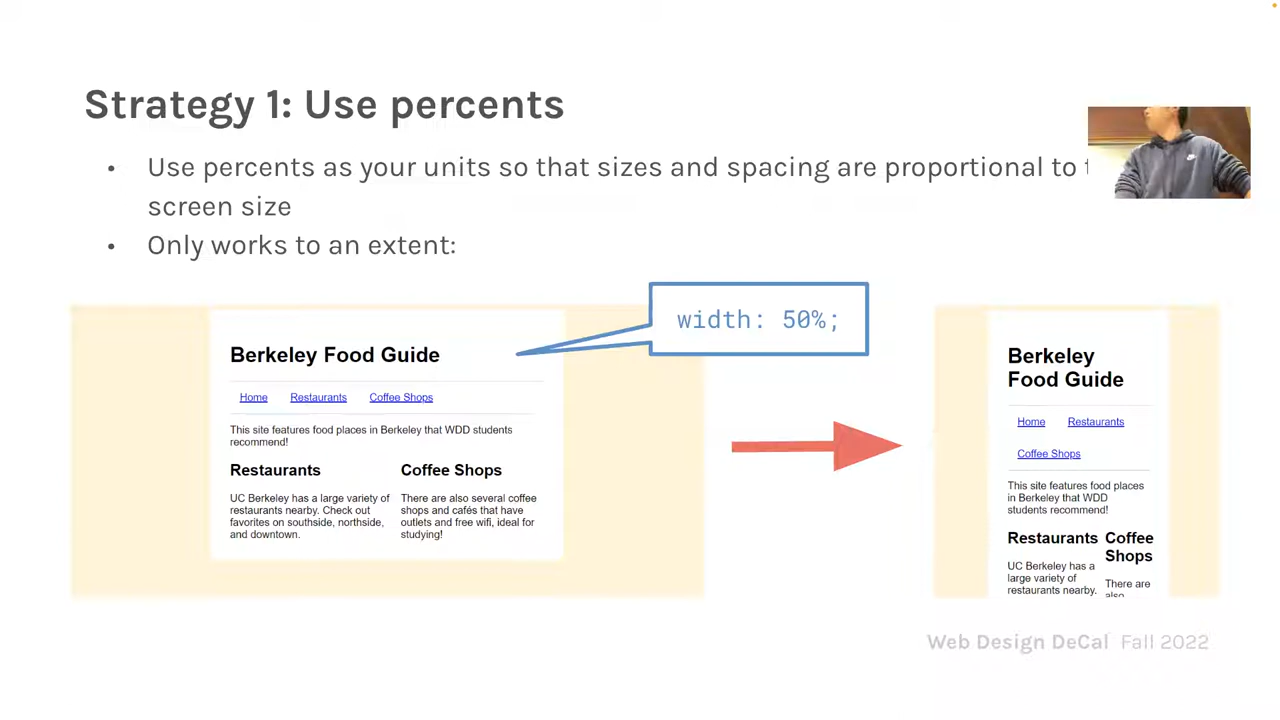 Strategy 1: Use percents
• Use percents as your units so that sizes and spacing are proportional to
screen size
• Only works to an extent:
width: 50%;
Berkeley Food Guide
Home Restaurants Coffee Shops
This site features food places in Berkeley that WDD students
recommend!
Restaurants
UC Berkeley has a large variety of
restaurants nearby. Check out
favorites on southside, northside,
and downtown.
Coffee Shops
There are also several coffee
shops and cafés that have
outlets and free wifi, ideal for
studying!
Berkeley
Food Guide
Home Restaurants
Coffee Shops
This site features food places
in Berkeley that WDD
students recommend!
Restaurants
UC Berkeley has a
large variety of
restaurants nearby.
Coffee
Shops
There are
also
Web Design DeCal Fall 2022